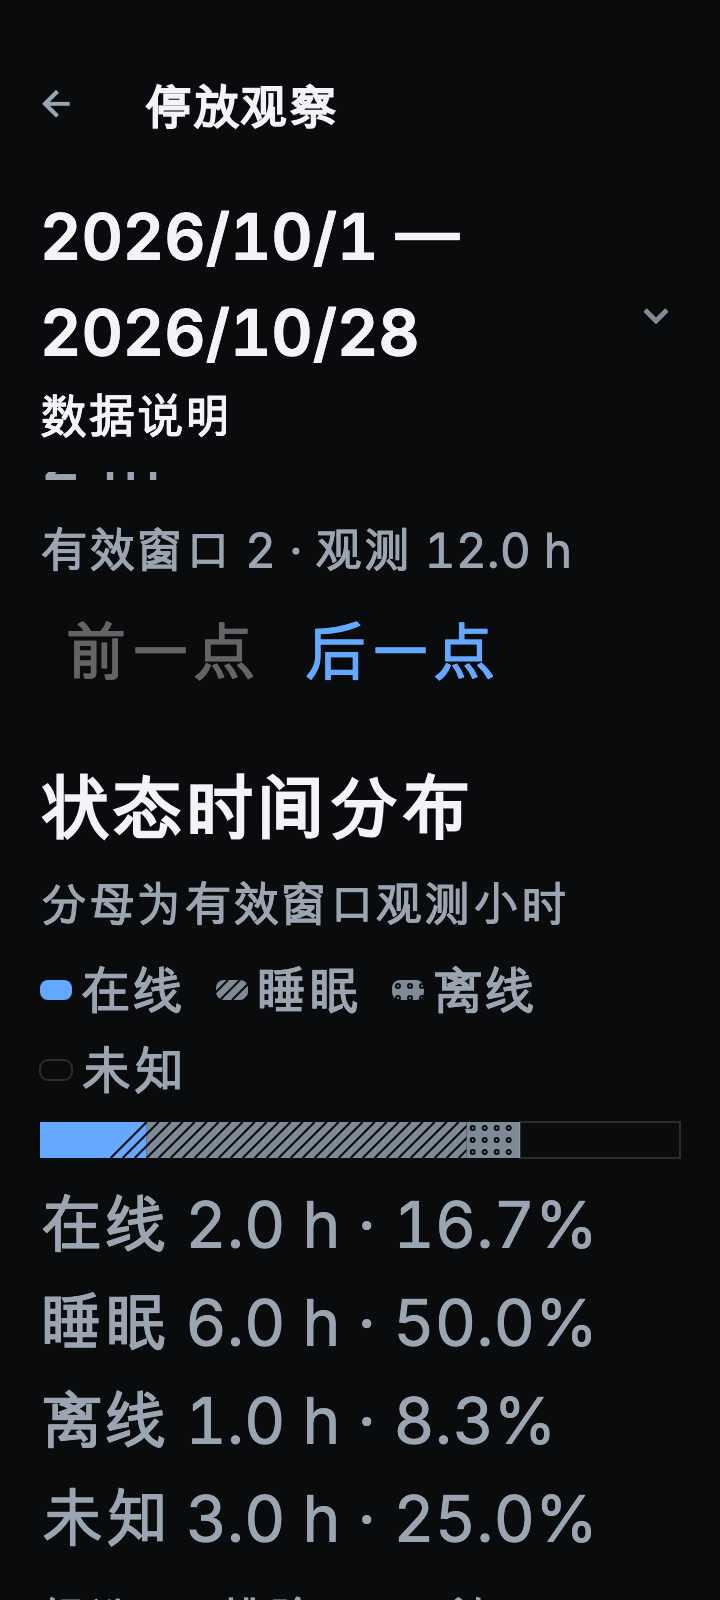 停放观察
2026/10/1 —
2026/10/28
数据说明
有效窗口 2 · 观测 12.0 h
前一点 后一点
状态时间分布
分母为有效窗口观测小时
在线 睡眠 离线
未知
在线 2.0 h · 16.7%
睡眠 6.0 h · 50.0%
离线 1.0 h · 8.3%
未知 3.0 h · 25.0%